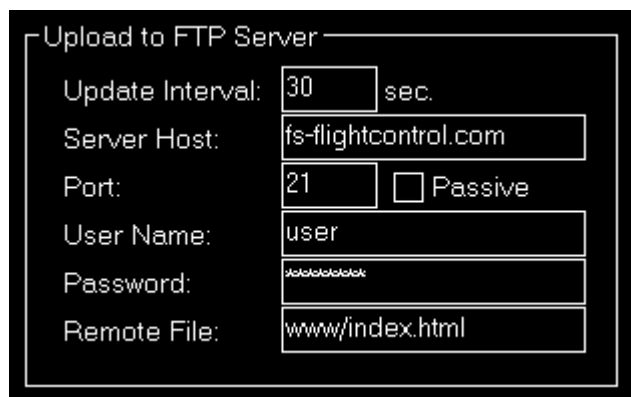 Upload to FTP Server
Update Interval: 30 sec.
Server Host: fs-flightcontrol.com
Port: 21 Passive
User Name: user
Password: *********
Remote File: www/index.html